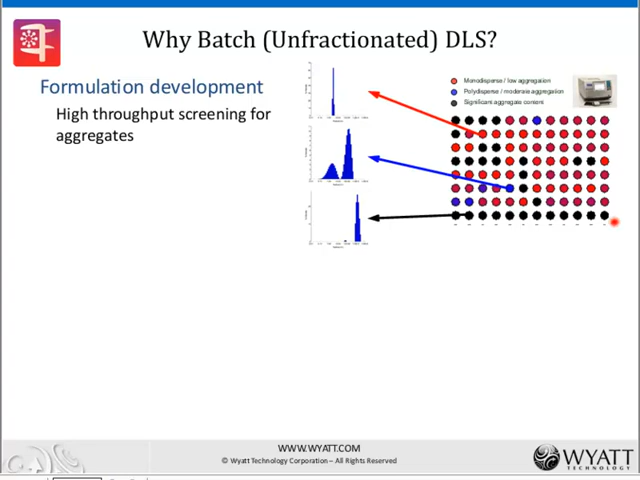 Why Batch (Unfractionated) DLS?
Formulation development
High throughput screening for
aggregates
Monodisperse / low aggregation
Polydisperse / moderate aggregation
Significant aggregate content
WWW.WYATT.COM
© Wyatt Technology Corporation – All Rights Reserved
WYATT
TECHNOLOGY